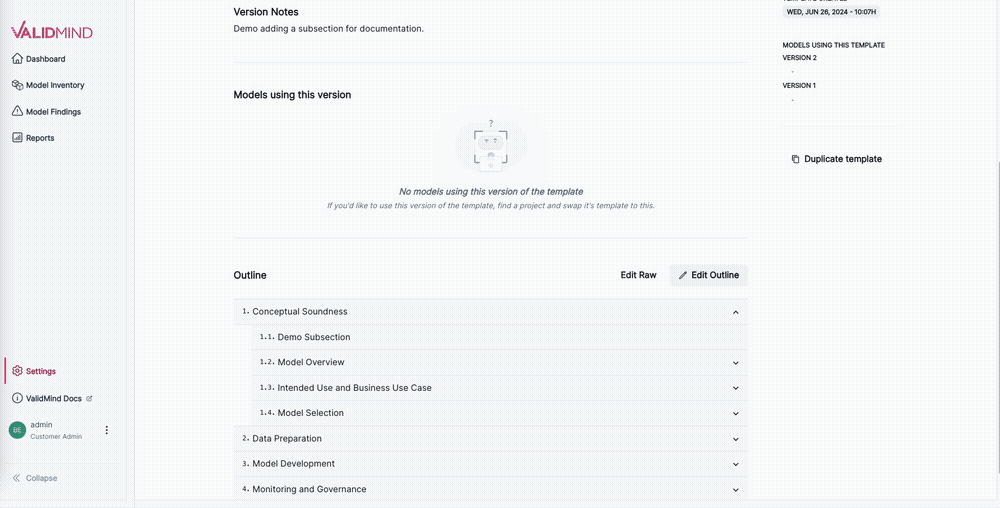 VALIDMIND
Dashboard
Model Inventory
Model Findings
Reports
Settings
ValidMind Docs
BE
admin
Customer Admin
Collapse
Version Notes
Demo adding a subsection for documentation.
Models using this version
?
No models using this version of the template
If you'd like to use this version of the template, find a project and swap it's template to this.
Outline
Edit Raw
Edit Outline
1. Conceptual Soundness
1.1. Demo Subsection
1.2. Model Overview
1.3. Intended Use and Business Use Case
1.4. Model Selection
2. Data Preparation
3. Model Development
4. Monitoring and Governance
WED, JUN 26, 2024 - 10:07H
MODELS USING THIS TEMPLATE
VERSION 2
-
VERSION 1
-
Duplicate template